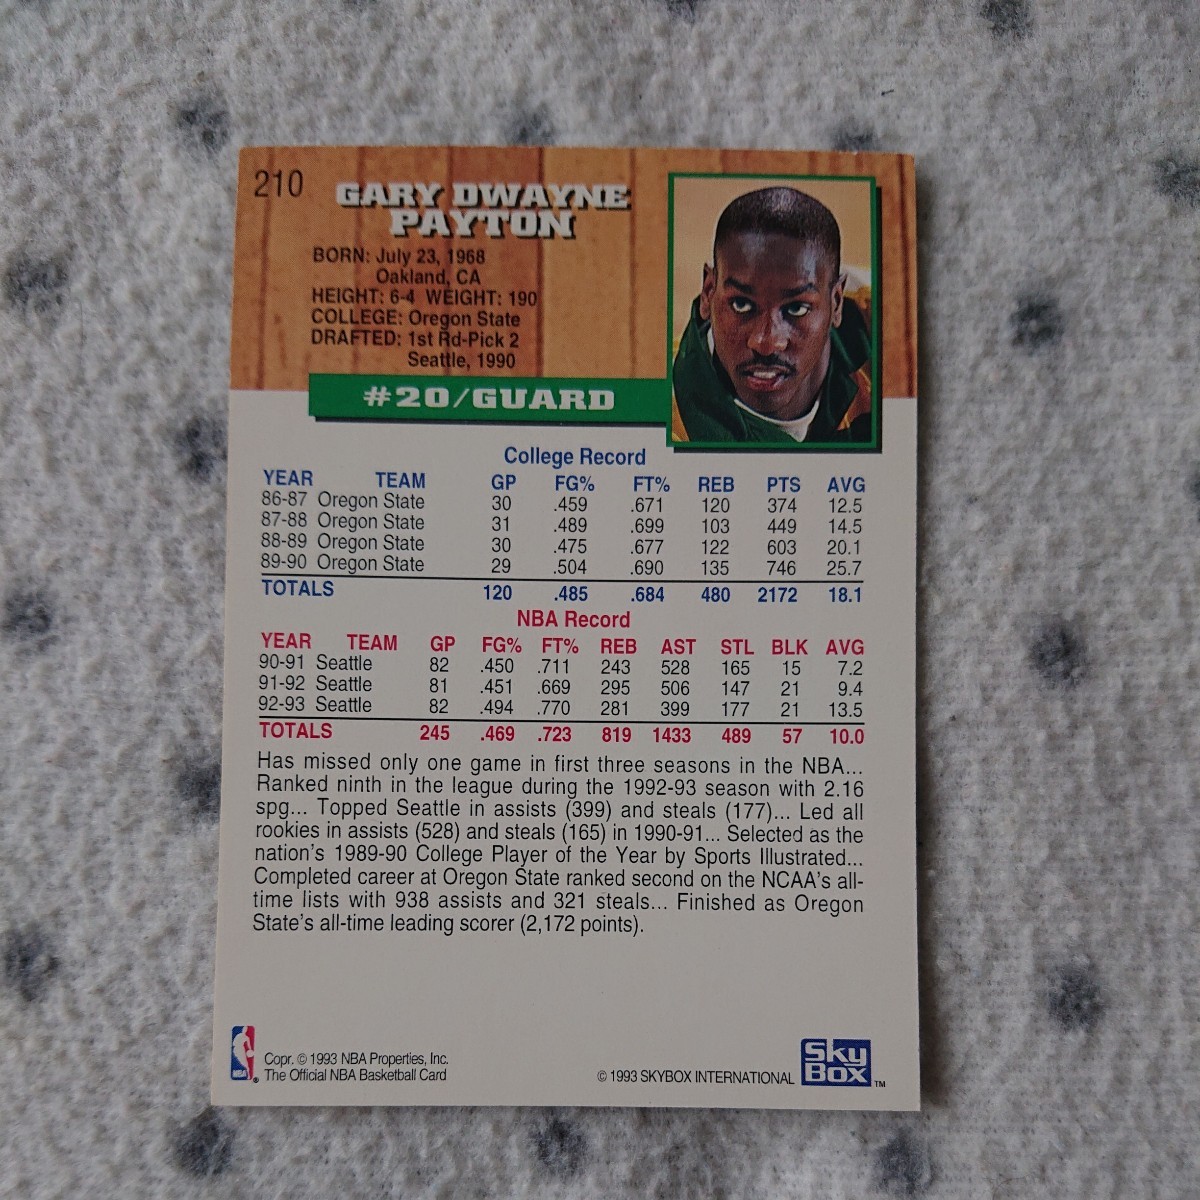 210
GARY DWAYNE
PAYTON
BORN: July 23, 1968
Oakland, CA
HEIGHT: 6-4 WEIGHT: 190
COLLEGE: Oregon State
DRAFTED: 1st Rd-Pick 2
Seattle, 1990
#20/GUARD
College Record
YEAR TEAM GP FG% FT% REB PTS AVG
86-87 Oregon State 30 .459 .671 120 374 12.5
87-88 Oregon State 31 .489 .699 103 449 14.5
88-89 Oregon State 30 .475 .677 122 603 20.1
89-90 Oregon State 29 .504 .690 135 746 25.7
TOTALS 120 .485 .684 480 2172 18.1
NBA Record
YEAR TEAM GP FG% FT% REB AST STL BLK AVG
90-91 Seattle 82 .450 .711 243 528 165 15 7.2
91-92 Seattle 81 .451 .669 295 506 147 21 9.4
92-93 Seattle 82 .494 .770 281 399 177 21 13.5
TOTALS 245 .469 .723 819 1433 489 57 10.0
Has missed only one game in first three seasons in the NBA...
Ranked ninth in the league during the 1992-93 season with 2.16
spg... Topped Seattle in assists (399) and steals (177)... Led all
rookies in assists (528) and steals (165) in 1990-91... Selected as the
nation's 1989-90 College Player of the Year by Sports Illustrated...
Completed career at Oregon State ranked second on the NCAA's all-
time lists with 938 assists and 321 steals... Finished as Oregon
State's all-time leading scorer (2,172 points).
NBA
Copr. © 1993 NBA Properties, Inc.
The Official NBA Basketball Card
© 1993 SKYBOX INTERNATIONAL
Sky
Box™